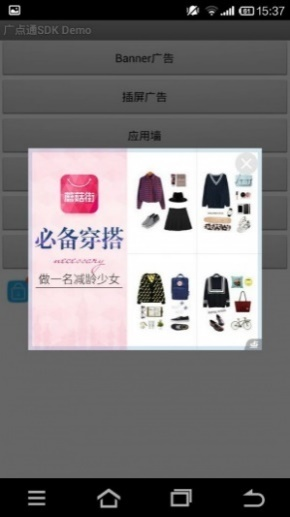 61 15:37
广点通SDK Demo
Banner广告
插屏广告
应用墙
蘑菇街
必备穿搭
accessory
做一名减龄少女